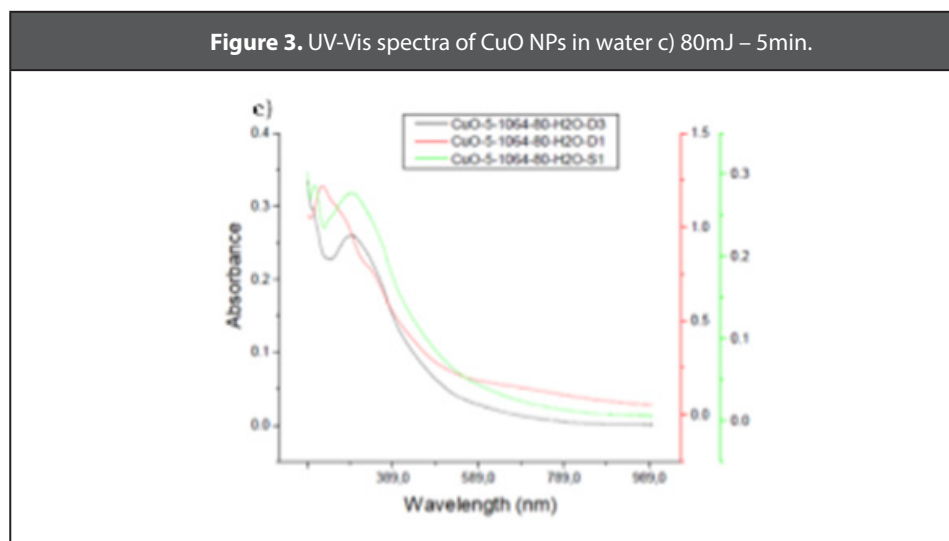 Figure 3. UV-Vis spectra of CuO NPs in water c) 80mJ – 5min.
c)
CuO-5-1064-80-H2O-D3
CuO-5-1064-80-H2O-D1
CuO-5-1064-80-H2O-S1
0.4
0.3
0.2
0.1
0.0
Absorbance
1.5
1.0
0.5
0.0
0.3
0.2
0.1
0.0
389,0
589,0
789,0
989,0
Wavelength (nm)